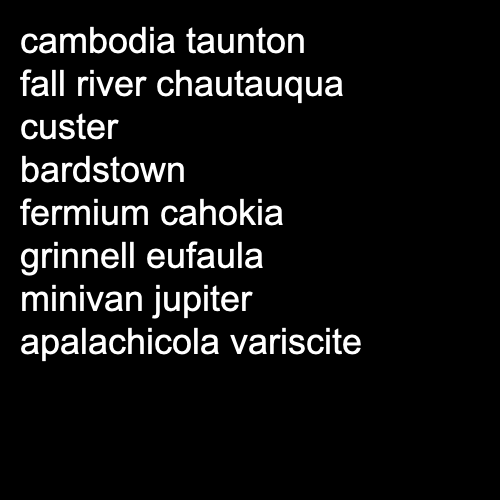 cambodia taunton
fall river chautauqua
custer
bardstown
fermium cahokia
grinnell eufaula
minivan jupiter
apalachicola variscite